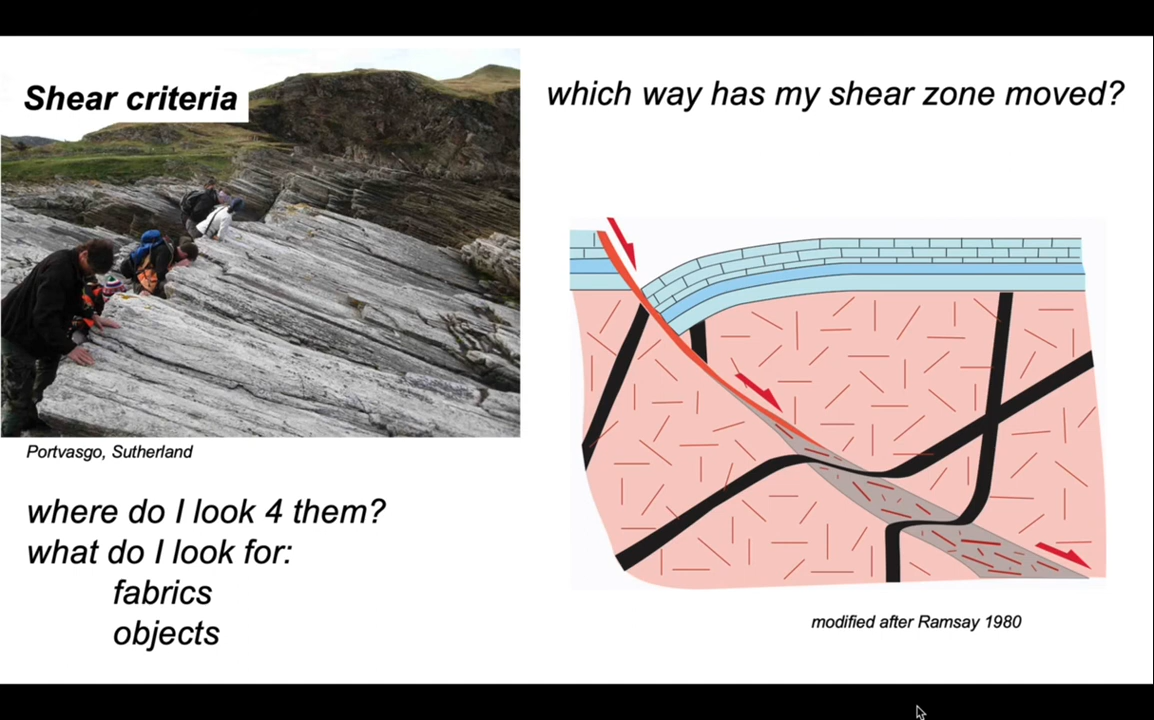 Shear criteria
which way has my shear zone moved?
Portvasgo, Sutherland
where do I look 4 them?
what do I look for:
fabrics
objects
modified after Ramsay 1980